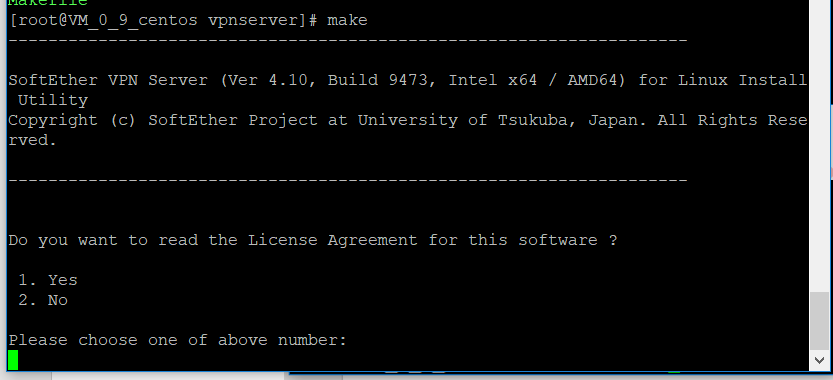 Makefile
[root@VM_0_9_centos vpnserver]# make
--------------------------------------------------------------------
SoftEther VPN Server (Ver 4.10, Build 9473, Intel x64 / AMD64) for Linux Install
 Utility
Copyright (c) SoftEther Project at University of Tsukuba, Japan. All Rights Rese
rved.
--------------------------------------------------------------------
Do you want to read the License Agreement for this software ?
 1. Yes
 2. No
Please choose one of above number: